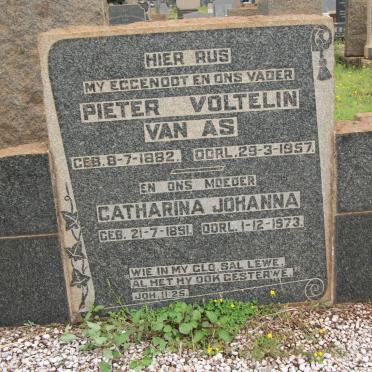 HIER RUS
MY EGGENOOT EN ONS VADER
PIETER VOLTELIN
VAN AS
GEB. 8-7-1882. OORL. 29-3-1957.
EN ONS MOEDER
CATHARINA JOHANNA
GEB. 21-7-1891. OORL. 1-12-1973.
WIE IN MY GLO, SAL LEWE,
AL HET HY OOK GESTERWE.
JOH. 11:25